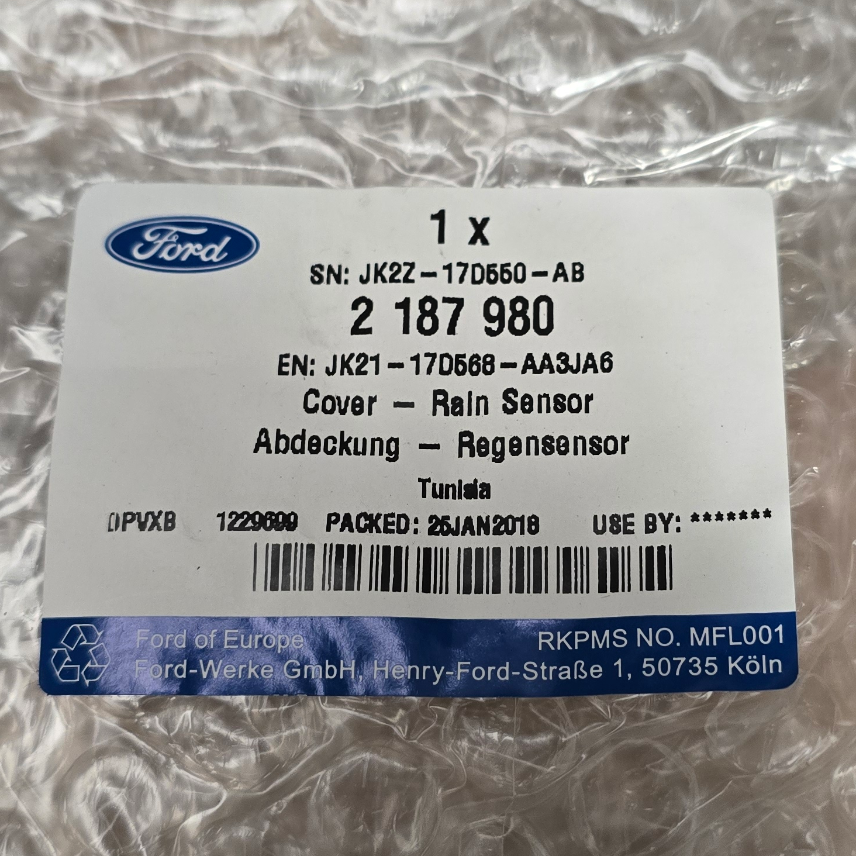 Ford
1 x
SN: JK2Z-17D550-AB
2 187 980
EN: JK21-17D568-AA3JA6
Cover - Rain Sensor
Abdeckung - Regensensor
Tunisia
DPVXB 1229699 PACKED: 25JAN2018 USE BY: *******
Ford of Europe RKPMS NO. MFL001
Ford-Werke GmbH, Henry-Ford-Straße 1, 50735 Köln